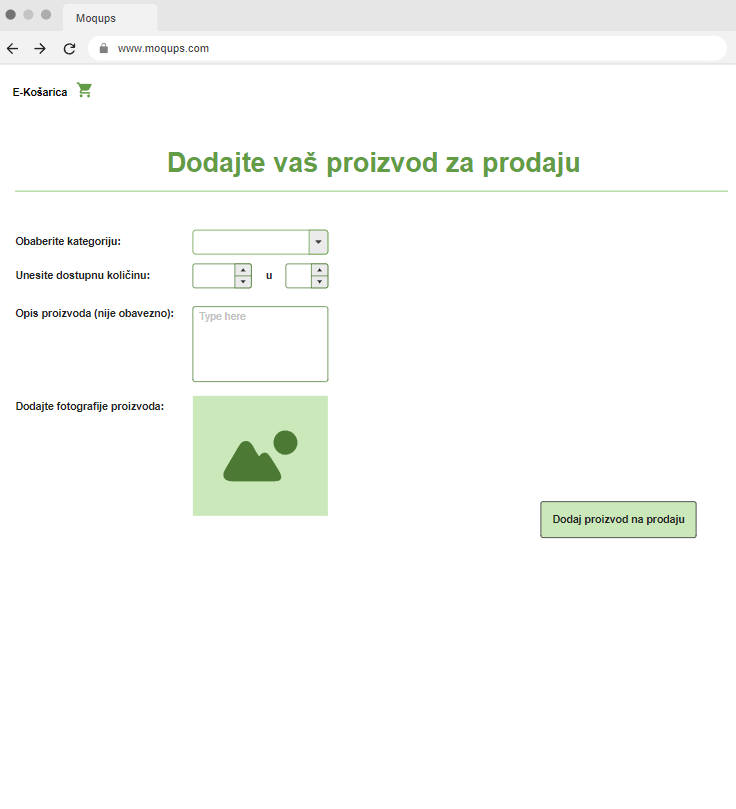 Moqups
www.moqups.com
E-Košarica
Dodajte vaš proizvod za prodaju
Obaberite kategoriju:
Unesite dostupnu količinu:
u
Opis proizvoda (nije obavezno):
Type here
Dodajte fotografije proizvoda:
Dodaj proizvod na prodaju